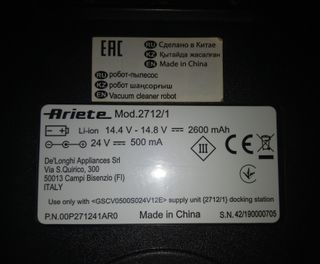 EAC
RU Сделано в Китае
KZ Қытайда жасалған
EN Made in China
RU робот-пылесос
KZ робот шаңсорғыш
EN Vacuum cleaner robot
Ariete Mod.2712/1
Li-ion 14.4 V - 14.8 V 2600 mAh
24 V 500 mA
De'Longhi Appliances Srl
Via S.Quirico, 300
50013 Campi Bisenzio (FI)
ITALY
III
CE
Use only with <GSCV0500S024V12E> supply unit {2712/1} docking station
P.N.00P271241AR0 Made in China S.N. 42/190000705